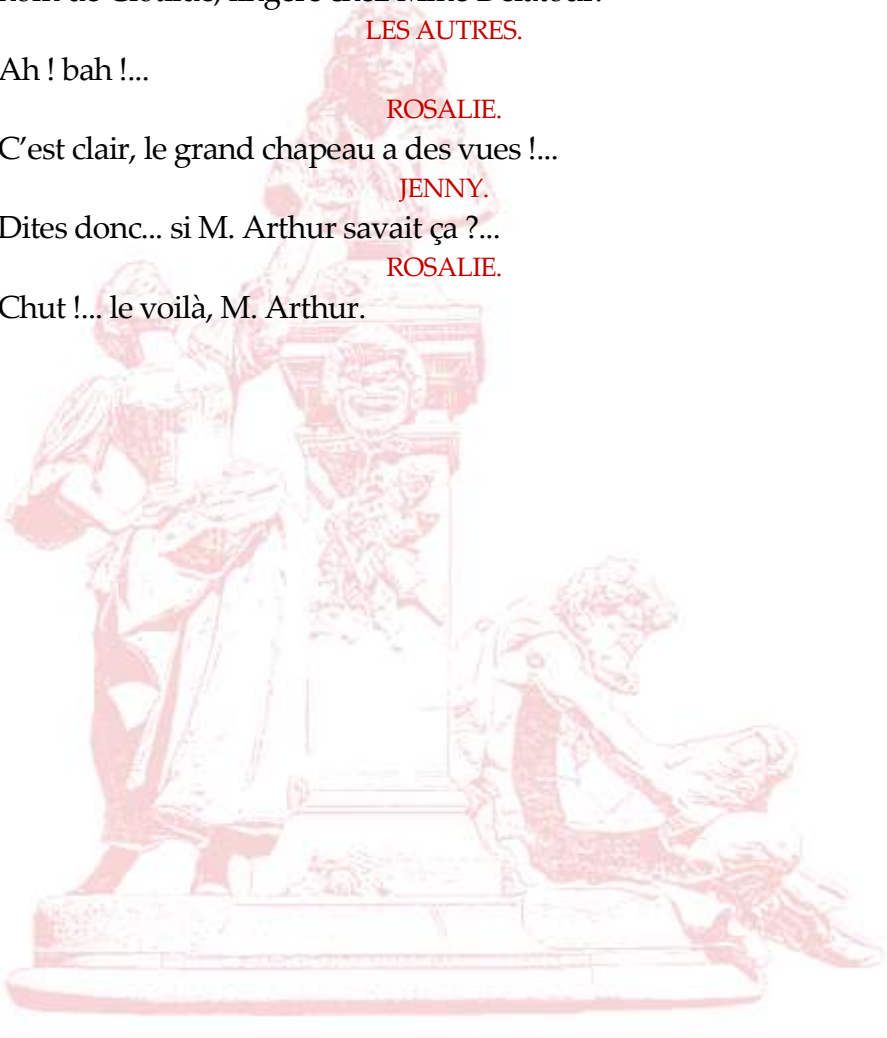 LES AUTRES.
Ah ! bah !...
ROSALIE.
C’est clair, le grand chapeau a des vues !...
JENNY.
Dites donc... si M. Arthur savait ça ?...
ROSALIE.
Chut !... le voilà, M. Arthur.